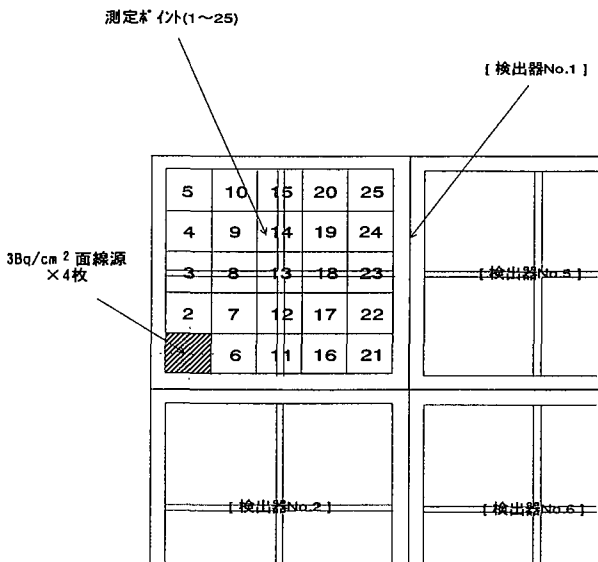 測定ポイント(1~25)
[ 検出器No.1 ]
5 10 15 20 25
4 9 14 19 24
3Bq/cm² 面線源
×4枚
3 8 13 18 23
[ 検出器No.5 ]
2 7 12 17 22
6 11 16 21
[ 検出器No.2 ]
[ 検出器No.6 ]